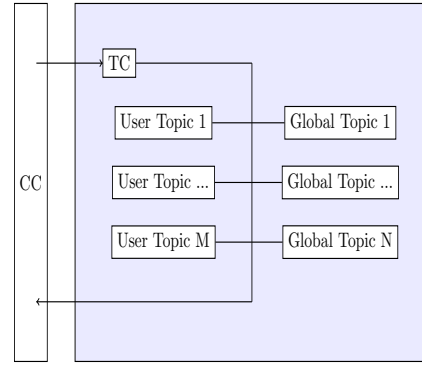 TC
User Topic 1
Global Topic 1
User Topic ...
Global Topic ...
CC
User Topic M
Global Topic N